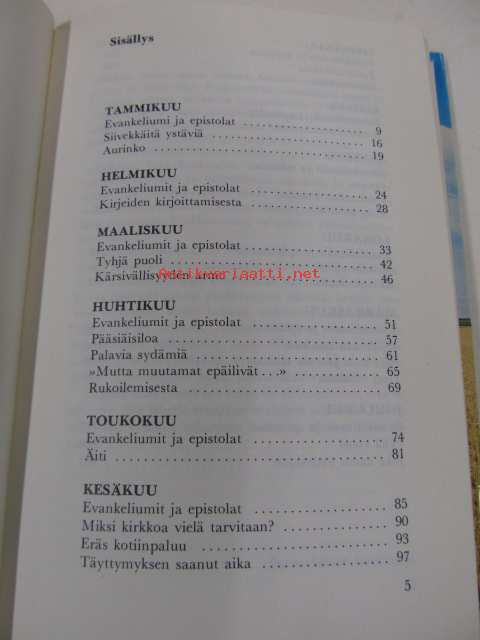 Sisällys
TAMMIKUU
Evankeliumi ja epistolat ........ 9
Siivekkäitä ystäviä ........ 16
Aurinko ........ 19
HELMIKUU
Evankeliumit ja epistolat ........ 24
Kirjeiden kirjoittamisesta ........ 28
MAALISKUU
Evankeliumit ja epistolat ........ 33
Tyhjä puoli ........ 42
Kärsivällisyyden armo ........ 46
Antikvariaatti.net
HUHTIKUU
Evankeliumit ja epistolat ........ 51
Pääsiäisiloa ........ 57
Palavia sydämiä ........ 61
»Mutta muutamat epäilivät ...» ........ 65
Rukoilemisesta ........ 69
TOUKOKUU
Evankeliumit ja epistolat ........ 74
Äiti ........ 81
KESÄKUU
Evankeliumit ja epistolat ........ 85
Miksi kirkkoa vielä tarvitaan? ........ 90
Eräs kotiinpaluu ........ 93
Täyttymyksen saanut aika ........ 97
5